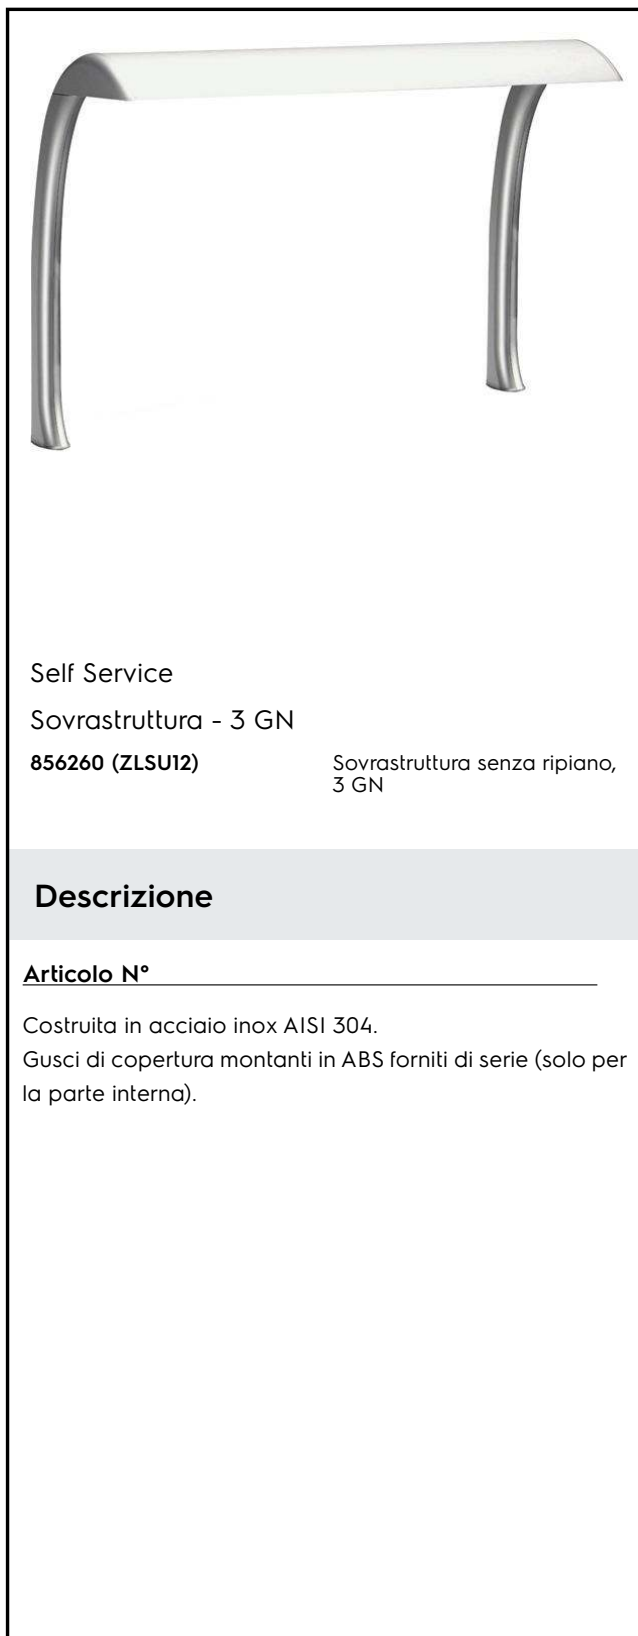 Self Service
Sovrastruttura - 3 GN
856260 (ZLSU12) Sovrastruttura senza ripiano,
3 GN
Descrizione
Articolo N°
Costruita in acciaio inox AISI 304.
Gusci di copertura montanti in ABS forniti di serie (solo per
la parte interna).